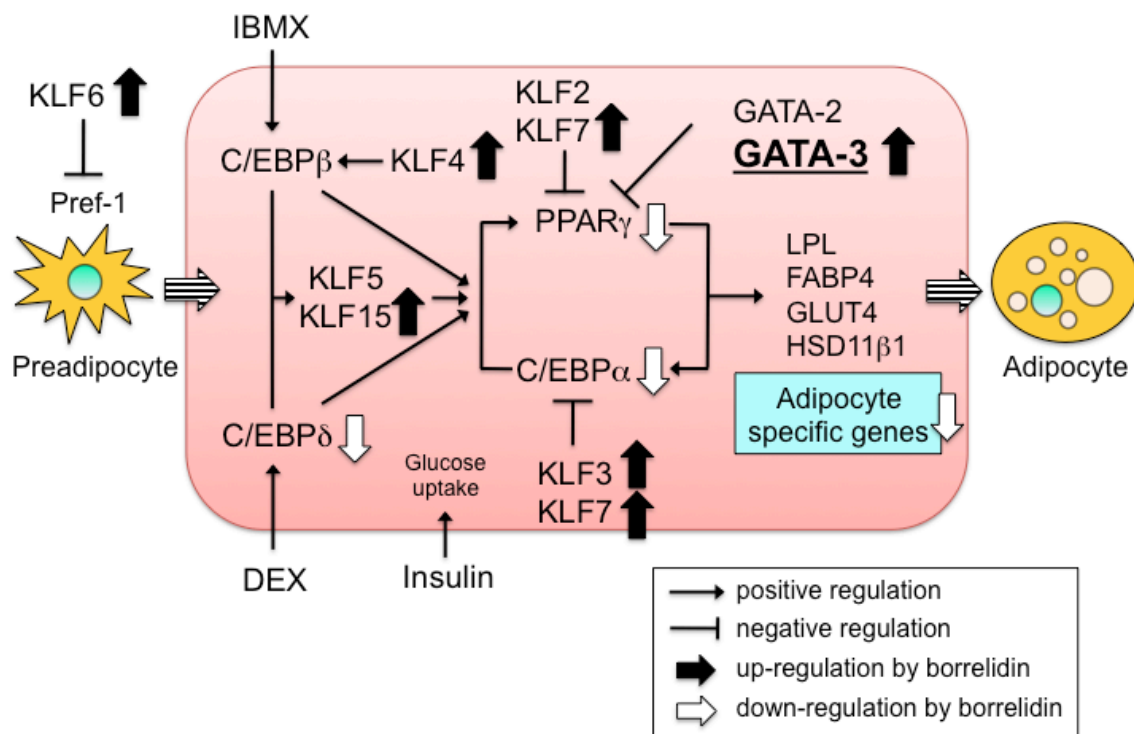 IBMX
KLF6
Pref-1
Preadipocyte
C/EBPβ
KLF4
KLF2
KLF7
GATA-2
GATA-3
PPARγ
KLF5
KLF15
LPL
FABP4
GLUT4
HSD11β1
C/EBPα
Adipocyte
C/EBPδ
Adipocyte
specific genes
Glucose
uptake
KLF3
KLF7
DEX
Insulin
positive regulation
negative regulation
up-regulation by borrelidin
down-regulation by borrelidin